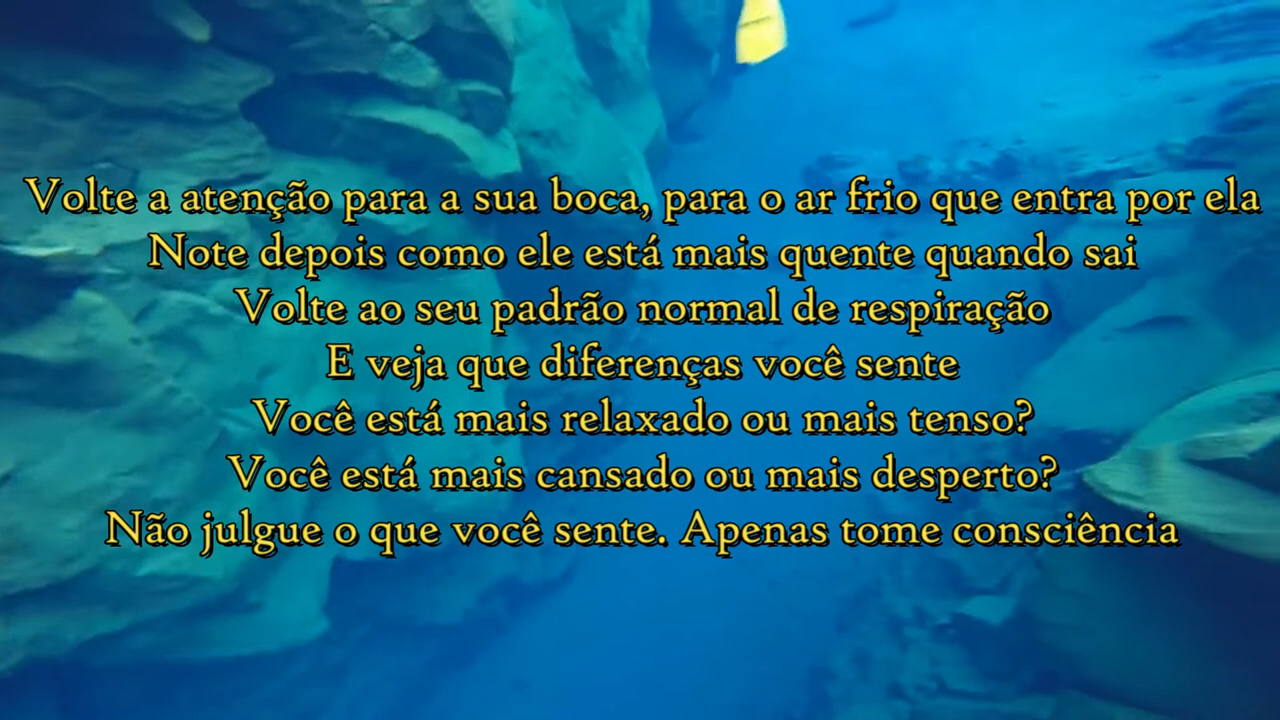 Volte a atenção para a sua boca, para o ar frio que entra por ela
Note depois como ele está mais quente quando sai
Volte ao seu padrão normal de respiração
E veja que diferenças você sente
Você está mais relaxado ou mais tenso?
Você está mais cansado ou mais desperto?
Não julgue o que você sente. Apenas tome consciência